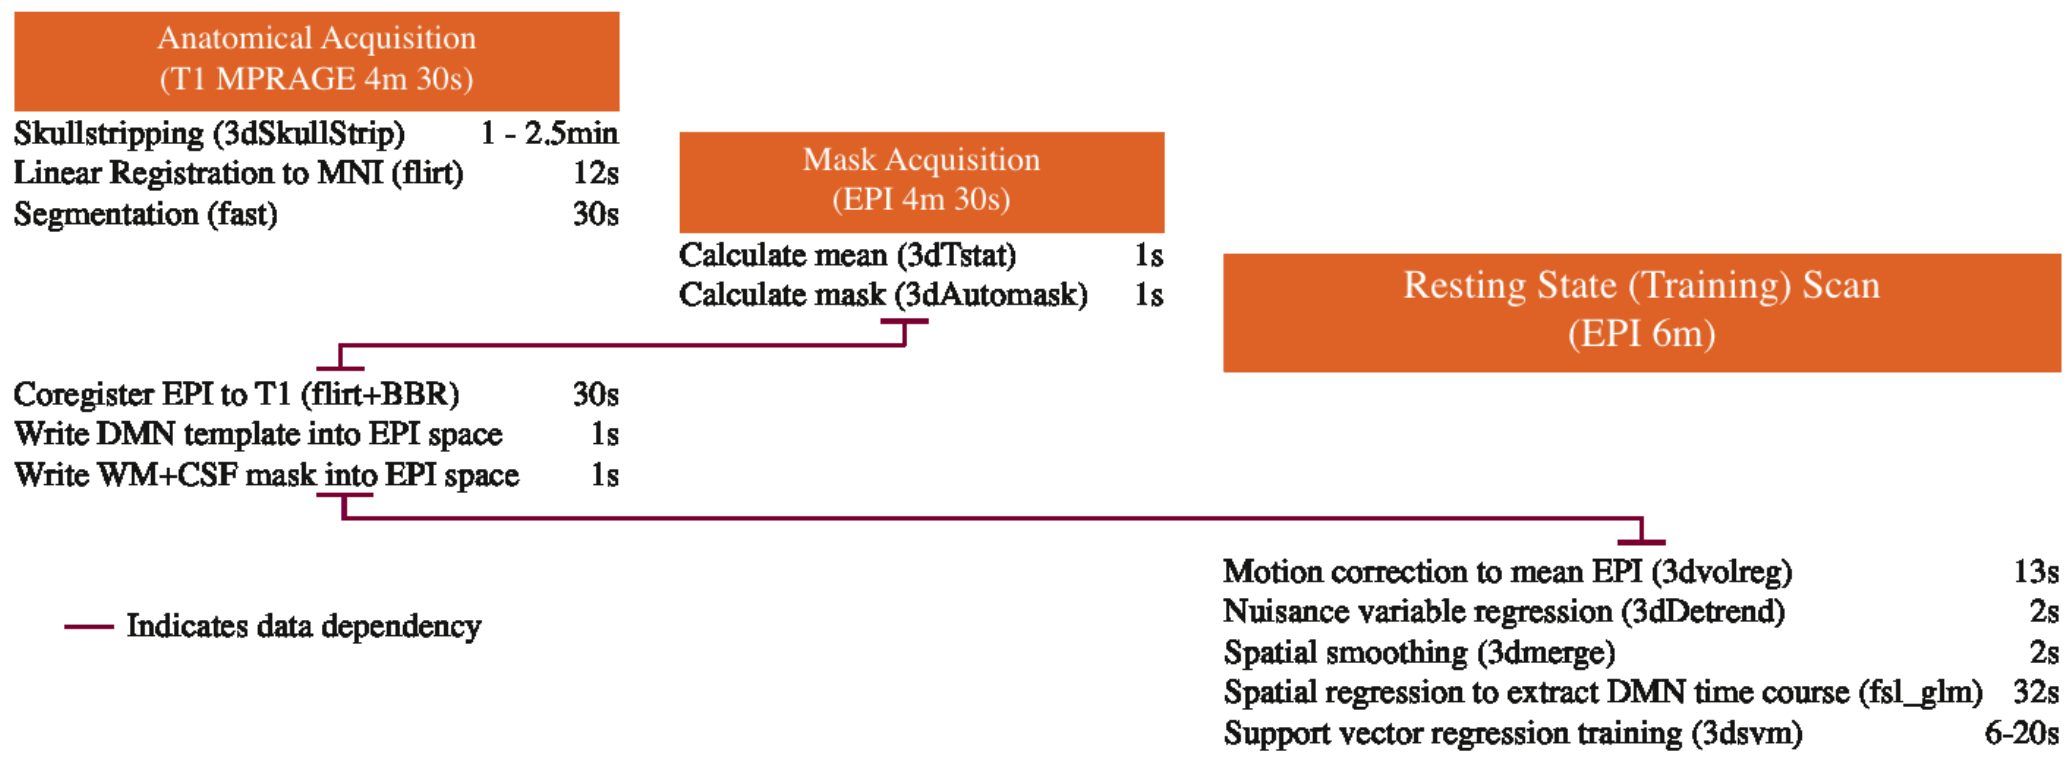 Anatomical Acquisition
(T1 MPRAGE 4m 30s)
Skullstripping (3dSkullStrip) 1 - 2.5min
Linear Registration to MNI (flirt) 12s
Segmentation (fast) 30s
Mask Acquisition
(EPI 4m 30s)
Calculate mean (3dTstat) 1s
Calculate mask (3dAutomask) 1s
Resting State (Training) Scan
(EPI 6m)
Coregister EPI to T1 (flirt+BBR) 30s
Write DMN template into EPI space 1s
Write WM+CSF mask into EPI space 1s
Motion correction to mean EPI (3dvolreg) 13s
Nuisance variable regression (3dDetrend) 2s
Spatial smoothing (3dmerge) 2s
Spatial regression to extract DMN time course (fsl_glm) 32s
Support vector regression training (3dsvm) 6-20s
Indicates data dependency